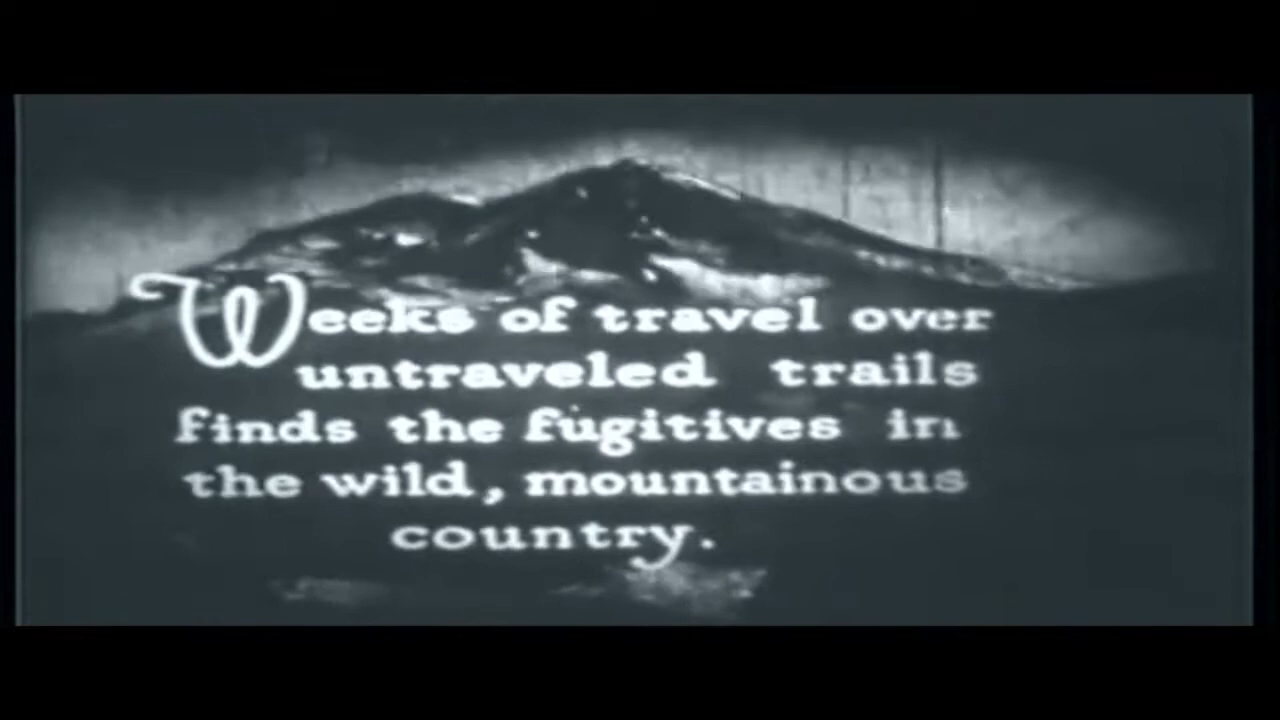 Weeks of travel over
untraveled trails
finds the fugitives in
the wild, mountainous
country.